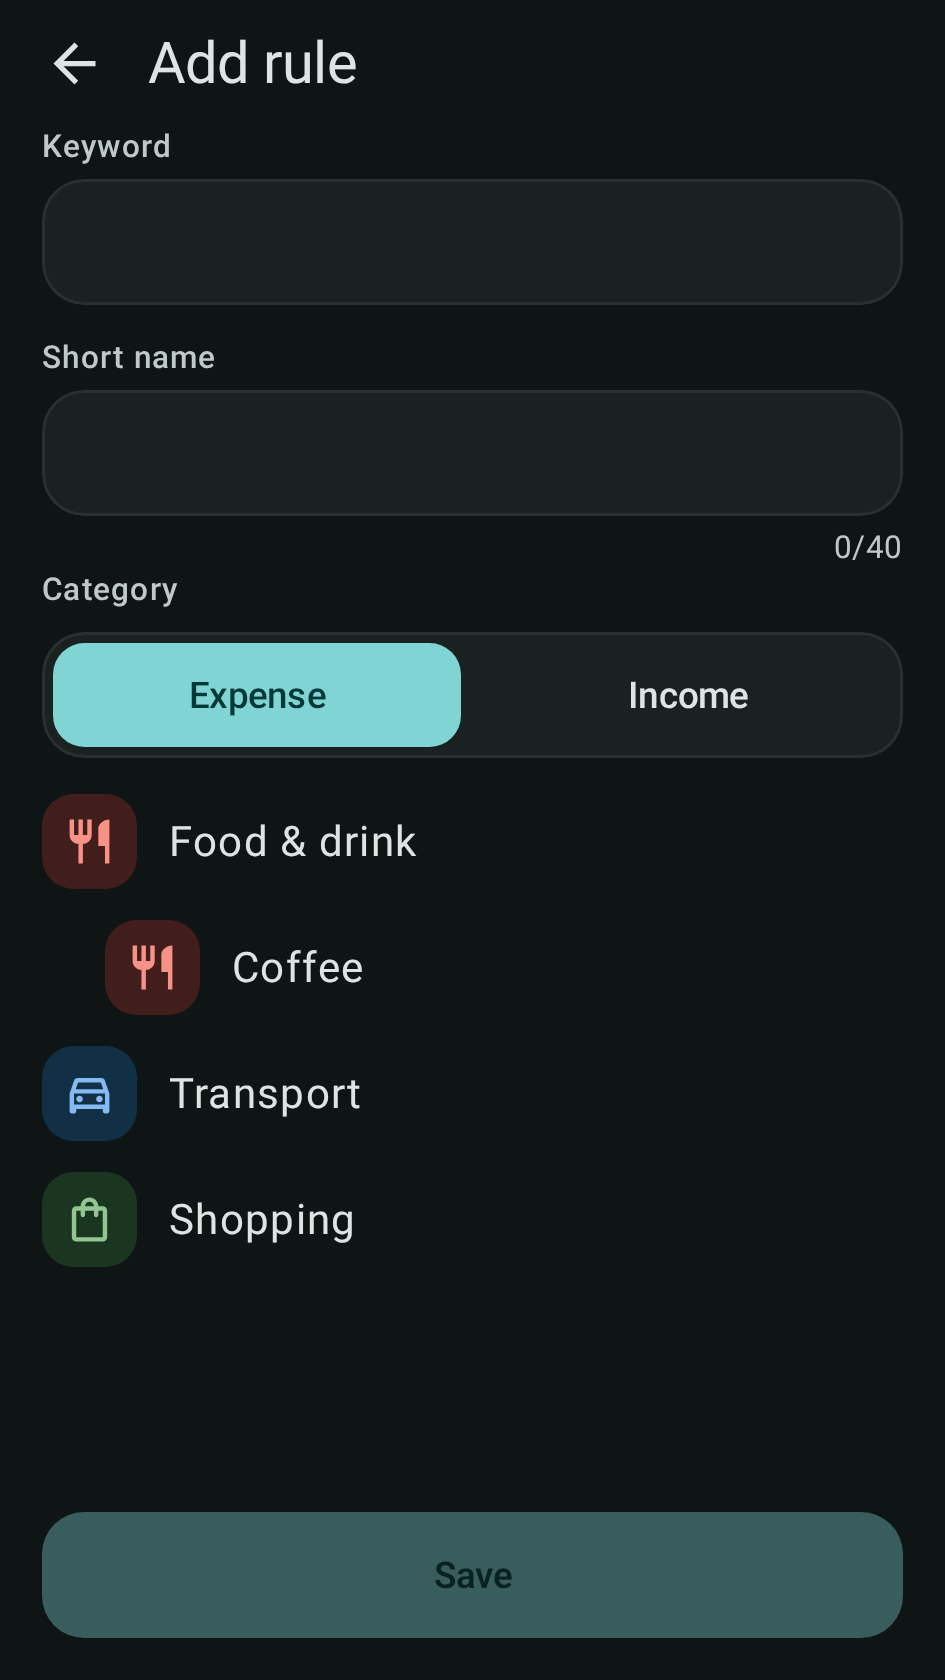 Add rule
Keyword
Short name
0/40
Category
Expense
Income
Food & drink
Coffee
Transport
Shopping
Save